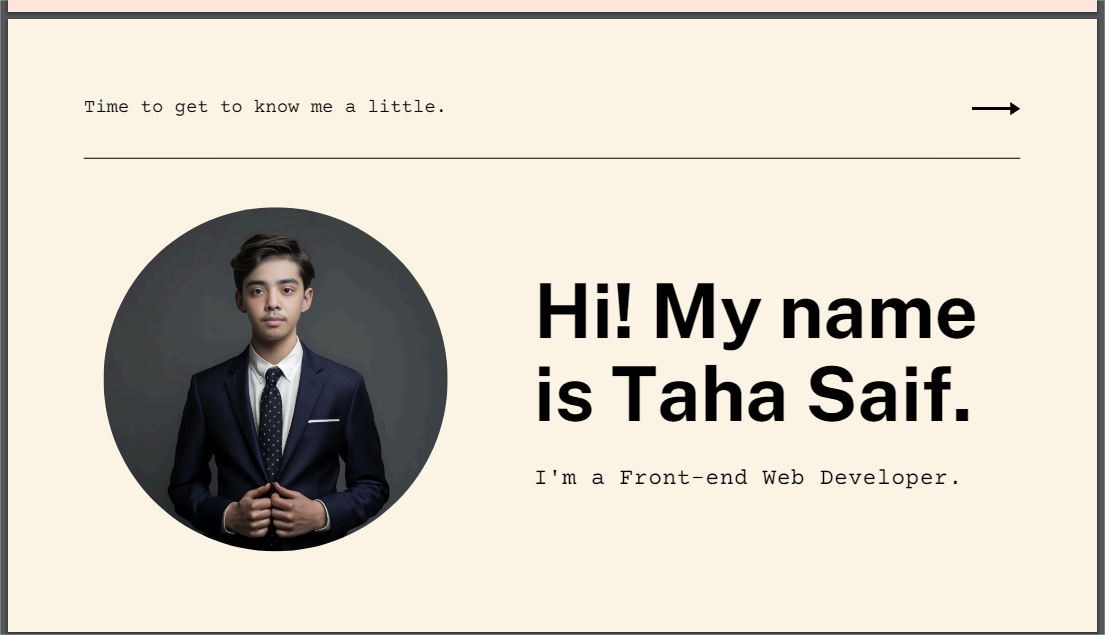 Time to get to know me a little.
Hi! My name
is Taha Saif.
I'm a Front-end Web Developer.